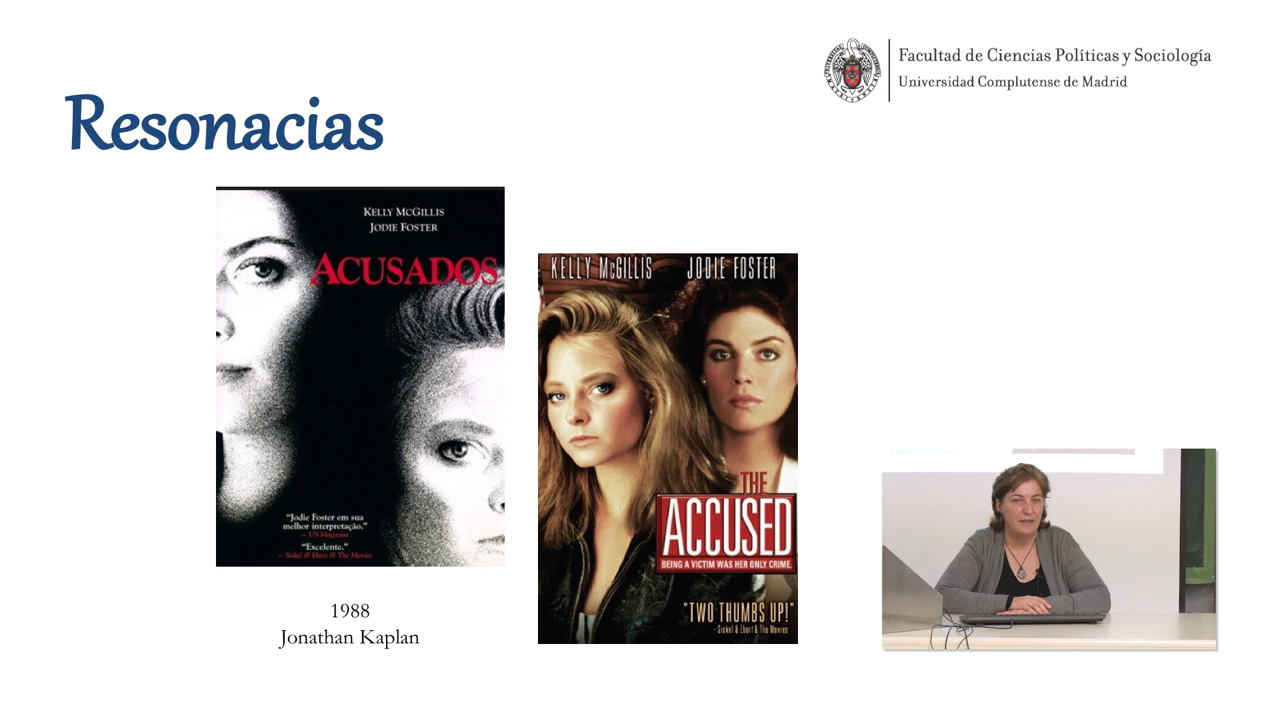 Facultad de Ciencias Políticas y Sociología
Universidad Complutense de Madrid
Resonacias
KELLY MCGILLIS
JODIE FOSTER
ACUSADOS
"Jodie Foster em sua
melhor interpretação."
— US Magazine
"Excelente."
— Siskel & Ebert & The Movies
1988
Jonathan Kaplan
KELLY McGILLIS JODIE FOSTER
THE
ACCUSED
BEING A VICTIM WAS HER ONLY CRIME.
"TWO THUMBS UP!"
- Siskel & Ebert & The Movies
Jonathan Kaplan